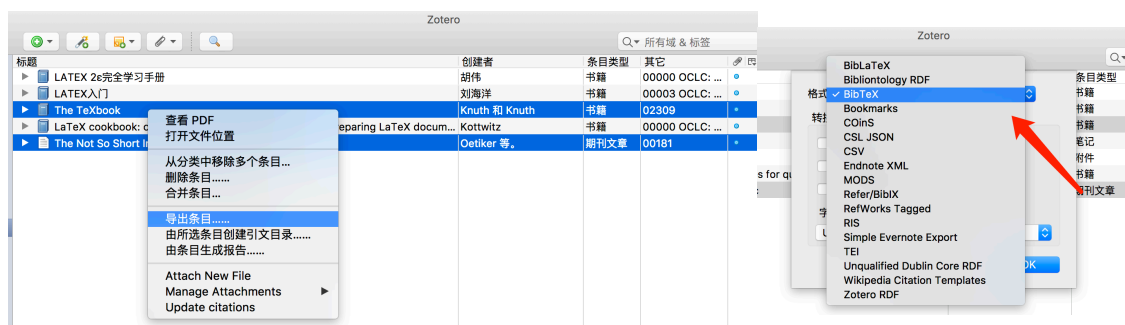 Zotero
所有域 & 标签
标题 创建者 条目类型 其它
LATEX 2ε完全学习手册 胡伟 书籍 00000 OCLC: ...
LATEX入门 刘海洋 书籍 00003 OCLC: ...
The TeXbook Knuth 和 Knuth 书籍 02309
LaTeX cookbook: c eparing LaTeX docum... Kottwitz 书籍 00000 OCLC: ...
The Not So Short I Oetiker 等。 期刊文章 00181
查看 PDF
打开文件位置
从分类中移除多个条目...
删除条目......
合并条目...
导出条目......
由所选条目创建引文目录......
由条目生成报告......
Attach New File
Manage Attachments
Update citations
Zotero
条目类型
书籍
书籍
书籍
笔记
附件
书籍
期刊文章
s for qu
格式
BibLaTeX
Bibliontology RDF
✓ BibTeX
Bookmarks
COinS
CSL JSON
CSV
Endnote XML
MODS
Refer/BibIX
RefWorks Tagged
RIS
Simple Evernote Export
TEI
Unqualified Dublin Core RDF
Wikipedia Citation Templates
Zotero RDF
OK